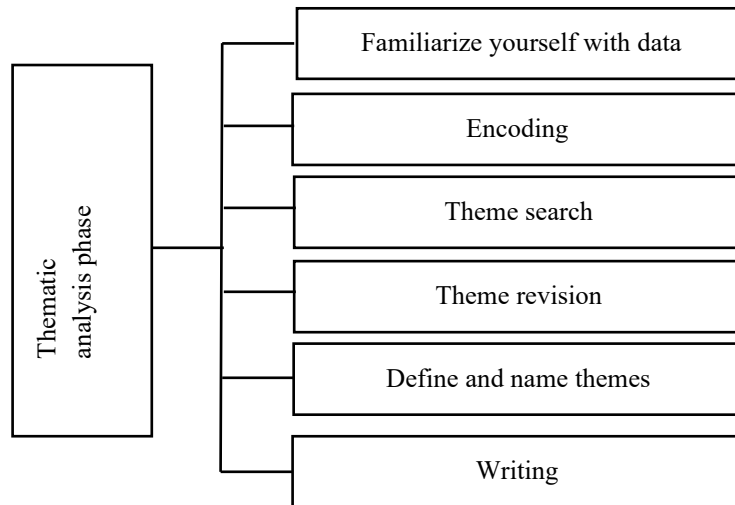 Thematic
analysis phase
Familiarize yourself with data
Encoding
Theme search
Theme revision
Define and name themes
Writing